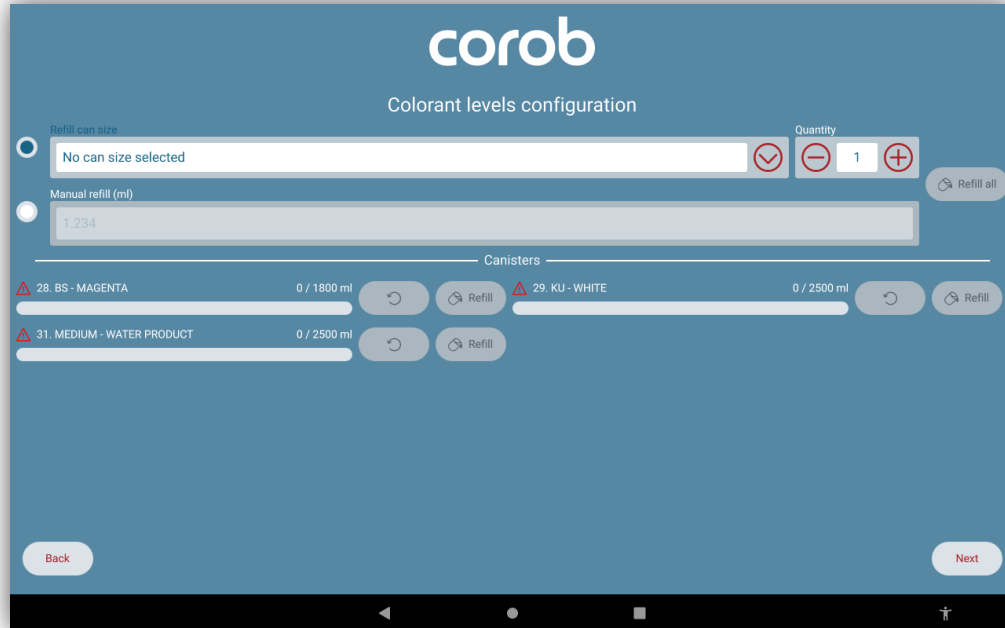 corob
Colorant levels configuration
Refill can size
Quantity
No can size selected
1
Refill all
Manual refill (ml)
1.234
Canisters
28. BS - MAGENTA
0 / 1800 ml
Refill
29. KU - WHITE
0 / 2500 ml
Refill
31. MEDIUM - WATER PRODUCT
0 / 2500 ml
Refill
Back
Next